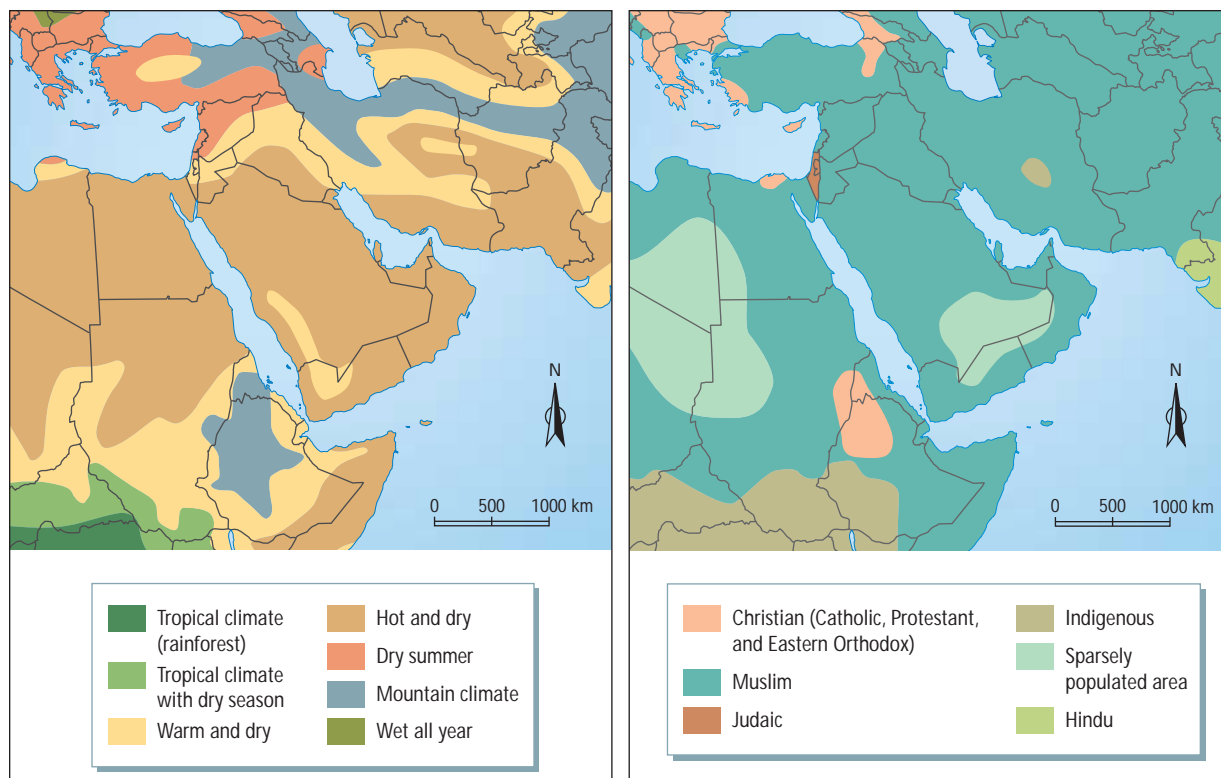 N
0 500 1000 km
Tropical climate
(rainforest)
Tropical climate
with dry season
Warm and dry
Hot and dry
Dry summer
Mountain climate
Wet all year
N
0 500 1000 km
Christian (Catholic, Protestant,
and Eastern Orthodox)
Muslim
Judaic
Indigenous
Sparsely
populated area
Hindu